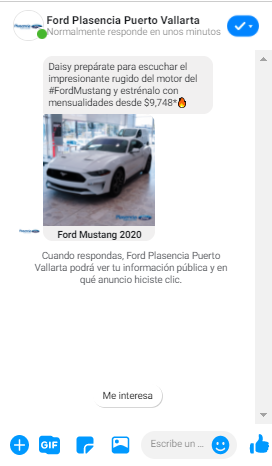 Ford Plasencia Puerto Vallarta
Normalmente responde en unos minutos
Daisy prepárate para escuchar el
impresionante rugido del motor del
#FordMustang y estrénalo con
mensualidades desde $9,748*🔥
Ford Mustang 2020
Cuando respondas, Ford Plasencia Puerto
Vallarta podrá ver tu información pública y en
qué anuncio hiciste clic.
Me interesa
GIF
Escribe un ...